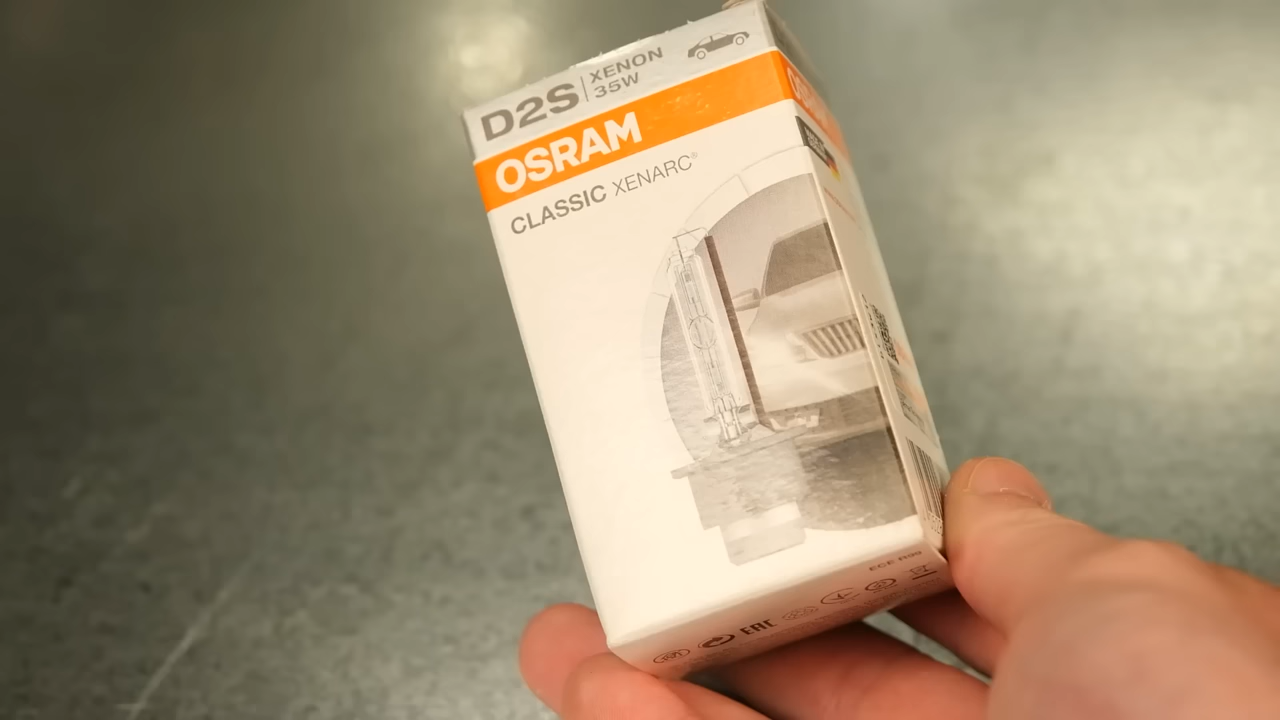 D2S
XENON
35W
OSRAM
CLASSIC XENARC®
ECE R99
EAC